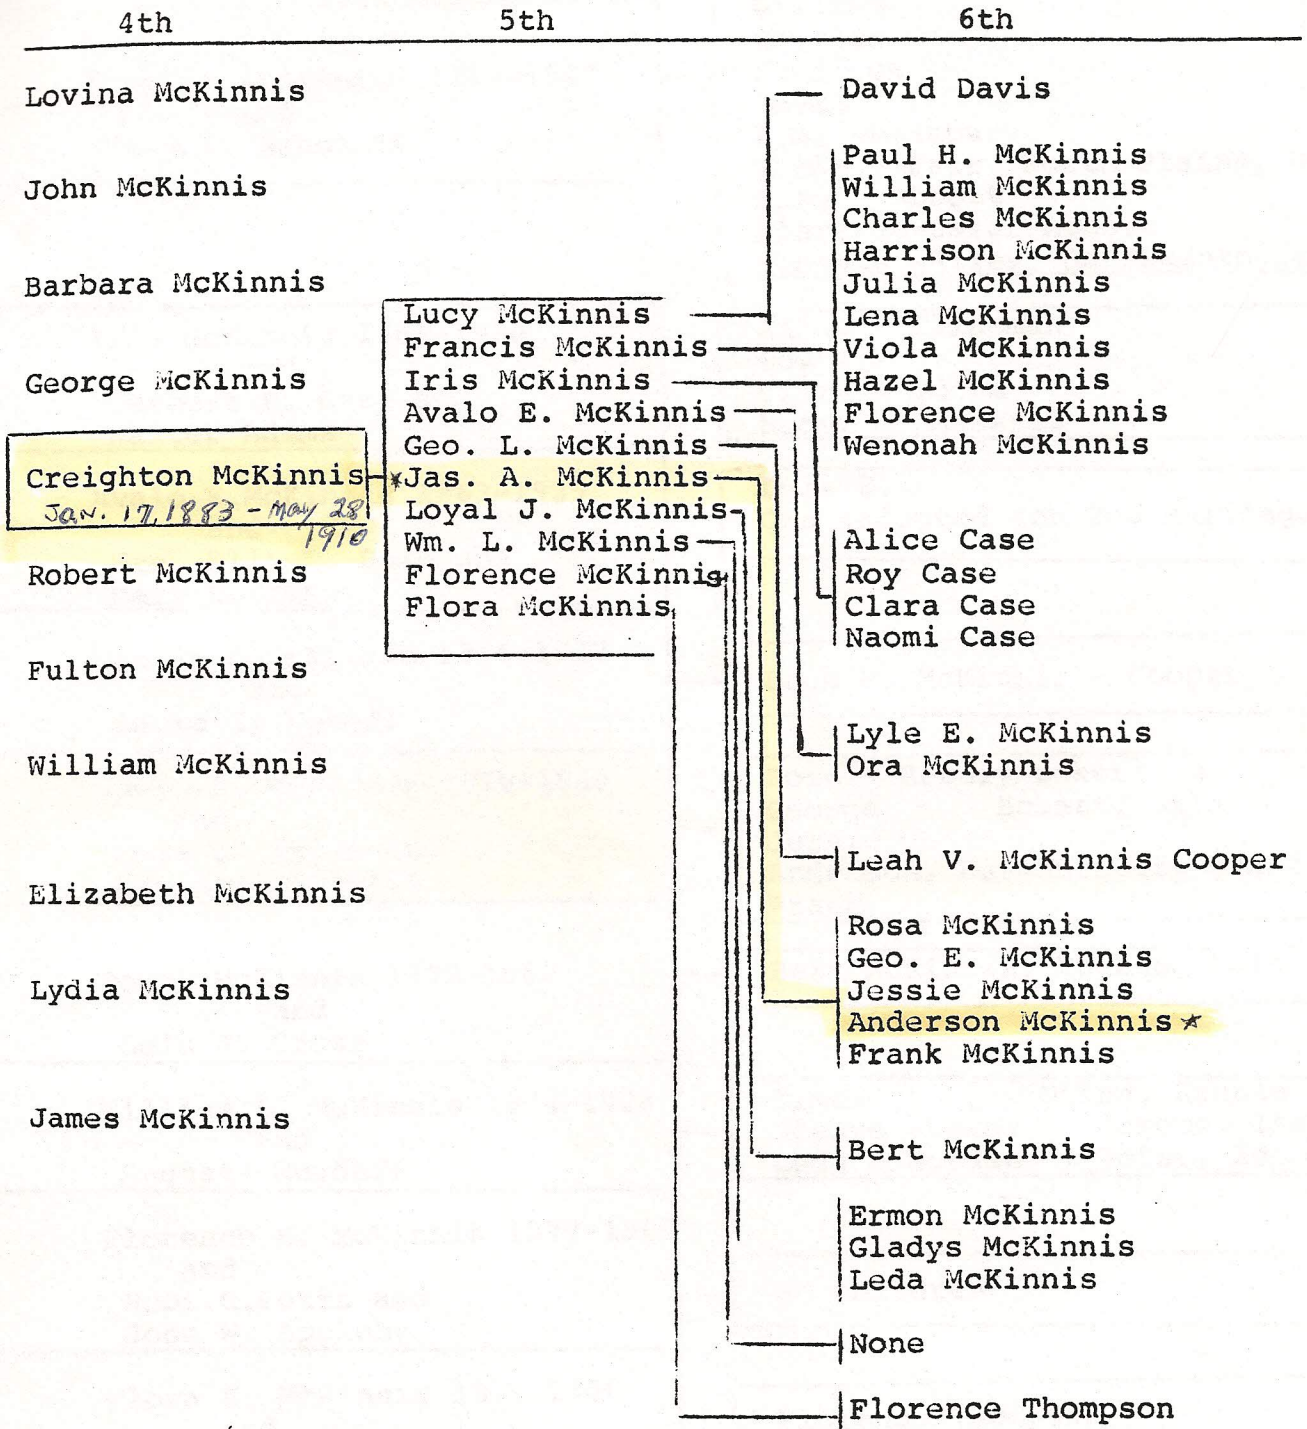 4th 5th 6th
Lovina McKinnis
John McKinnis
Barbara McKinnis
George McKinnis
Creighton McKinnis
Jan. 17, 1883 - May 28
1910
Robert McKinnis
Fulton McKinnis
William McKinnis
Elizabeth McKinnis
Lydia McKinnis
James McKinnis
Lucy McKinnis
Francis McKinnis
Iris McKinnis
Avalo E. McKinnis
Geo. L. McKinnis
*Jas. A. McKinnis
Loyal J. McKinnis
Wm. L. McKinnis
Florence McKinnis
Flora McKinnis
David Davis
Paul H. McKinnis
William McKinnis
Charles McKinnis
Harrison McKinnis
Julia McKinnis
Lena McKinnis
Viola McKinnis
Hazel McKinnis
Florence McKinnis
Wenonah McKinnis
Alice Case
Roy Case
Clara Case
Naomi Case
Lyle E. McKinnis
Ora McKinnis
Leah V. McKinnis Cooper
Rosa McKinnis
Geo. E. McKinnis
Jessie McKinnis
Anderson McKinnis *
Frank McKinnis
Bert McKinnis
Ermon McKinnis
Gladys McKinnis
Leda McKinnis
None
Florence Thompson